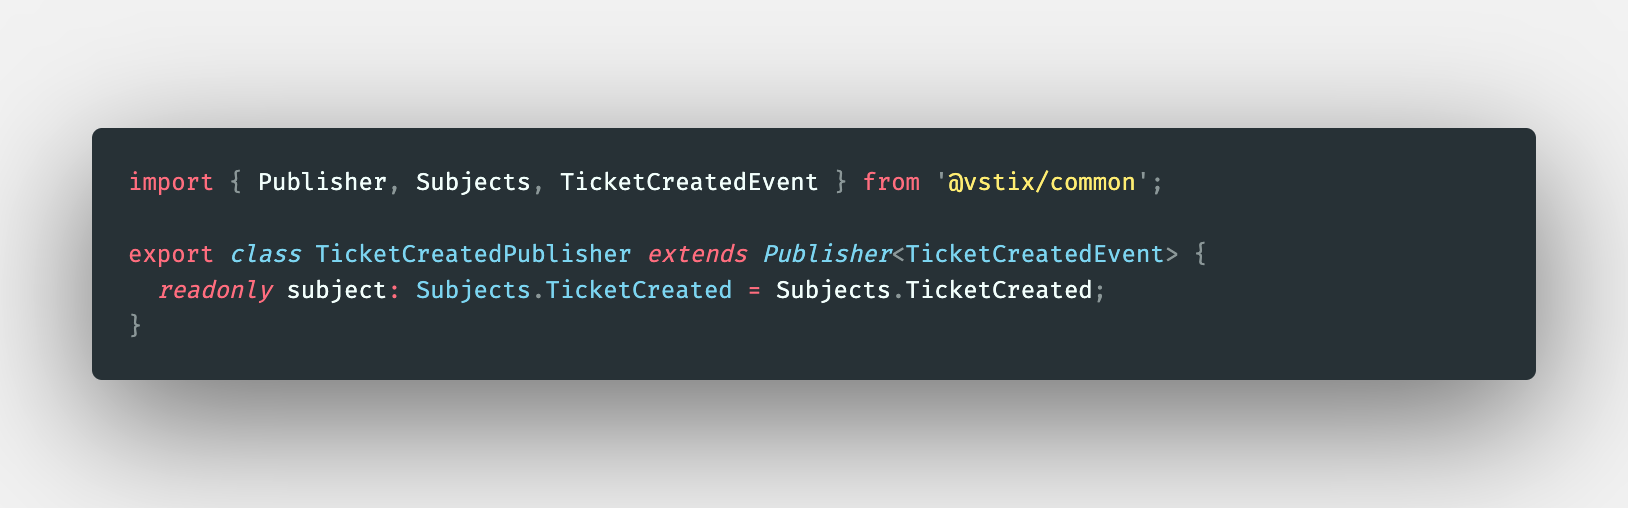 import { Publisher, Subjects, TicketCreatedEvent } from '@vstix/common';
export class TicketCreatedPublisher extends Publisher<TicketCreatedEvent> {
  readonly subject: Subjects.TicketCreated = Subjects.TicketCreated;
}